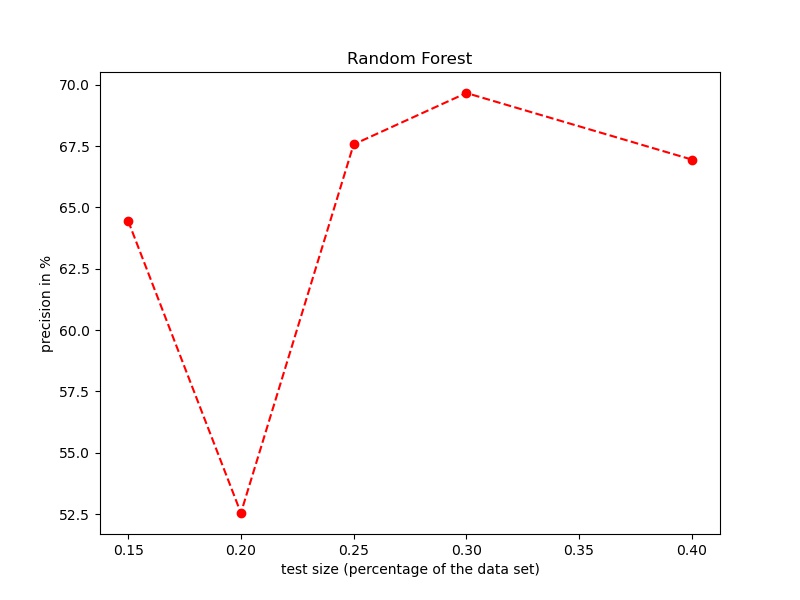 Random Forest
70.0
67.5
65.0
62.5
60.0
57.5
55.0
52.5
precision in %
0.15 0.20 0.25 0.30 0.35 0.40
test size (percentage of the data set)